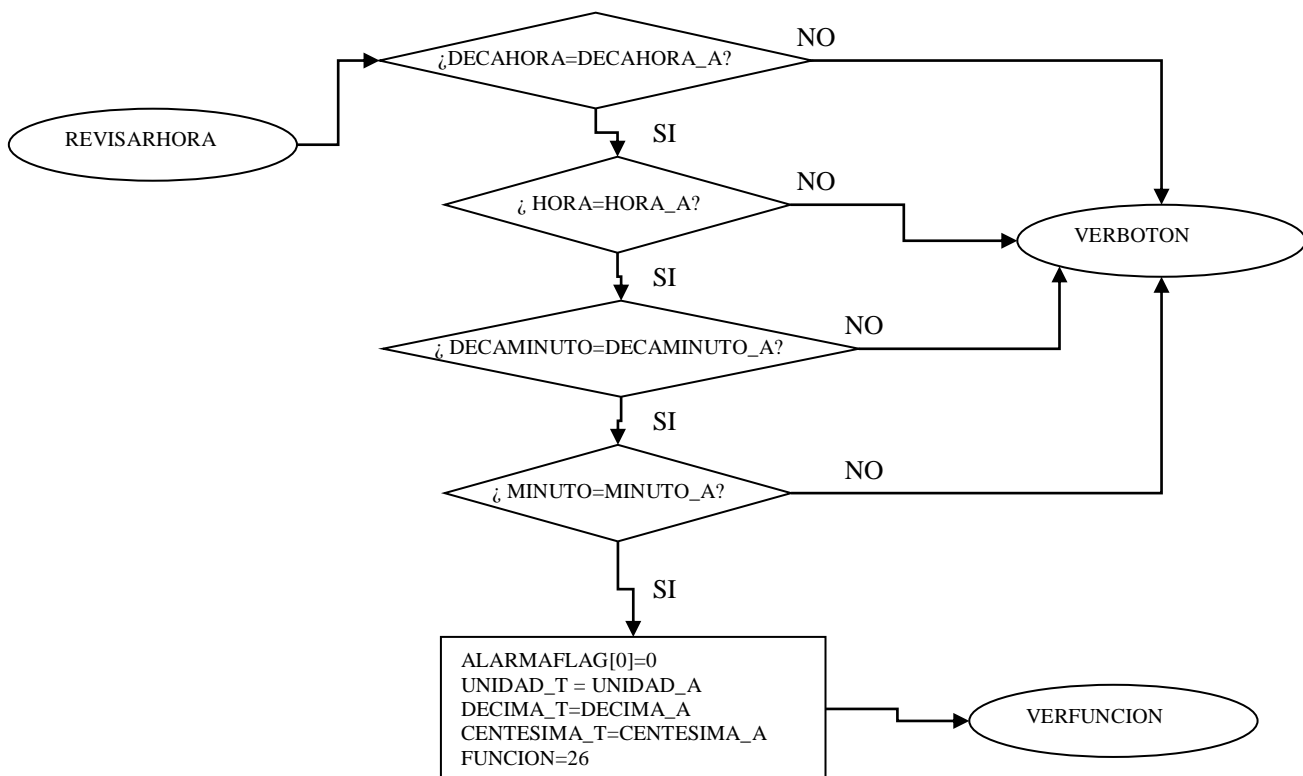 ¿DECAHORA=DECAHORA_A?
NO
REVISARHORA
SI
¿ HORA=HORA_A?
NO
VERBOTON
SI
¿ DECAMINUTO=DECAMINUTO_A?
NO
SI
¿ MINUTO=MINUTO_A?
NO
SI
ALARMAFLAG[0]=0
UNIDAD_T = UNIDAD_A
DECIMA_T=DECIMA_A
CENTESIMA_T=CENTESIMA_A
FUNCION=26
VERFUNCION